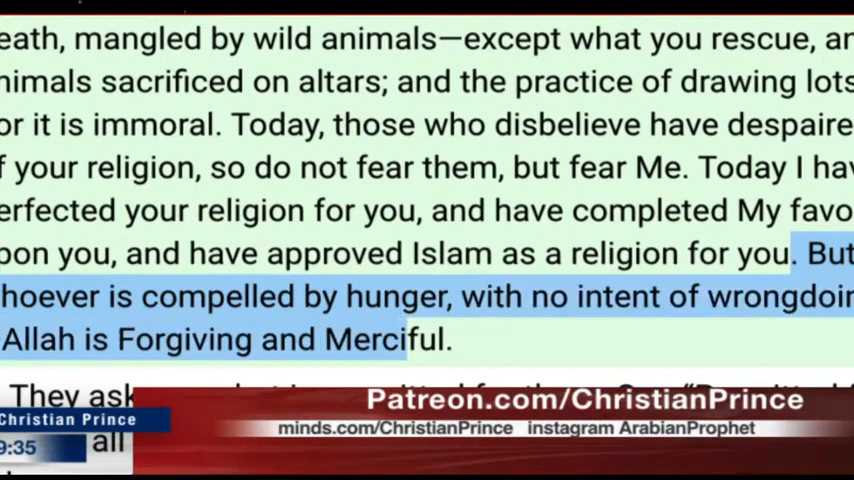 eath, mangled by wild animals—except what you rescue, an
nimals sacrificed on altars; and the practice of drawing lots
or it is immoral. Today, those who disbelieve have despaire
f your religion, so do not fear them, but fear Me. Today I hav
erfected your religion for you, and have completed My favo
pon you, and have approved Islam as a religion for you. But
hoever is compelled by hunger, with no intent of wrongdoin
Allah is Forgiving and Merciful.
They ask
all
Patreon.com/ChristianPrince
minds.com/ChristianPrince instagram ArabianProphet
Christian Prince
9:35